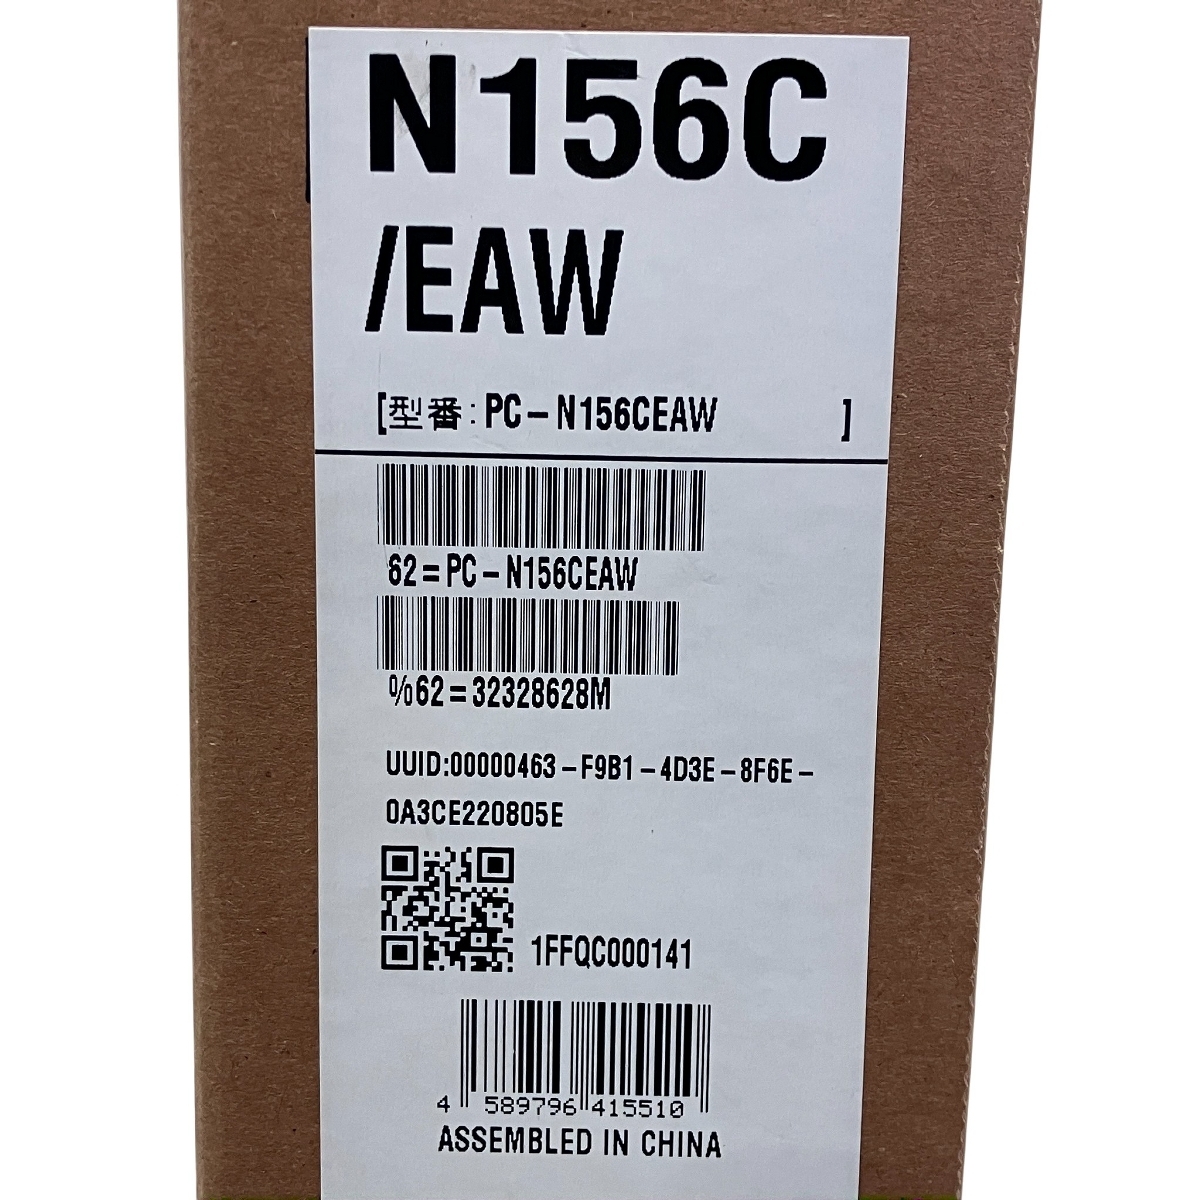 N156C
/EAW
[型番:PC-N156CEAW ]
62=PC-N156CEAW
%62=32328628M
UUID:00000463-F9B1-4D3E-8F6E-
0A3CE220805E
1FFQC000141
4 589796 415510
ASSEMBLED IN CHINA